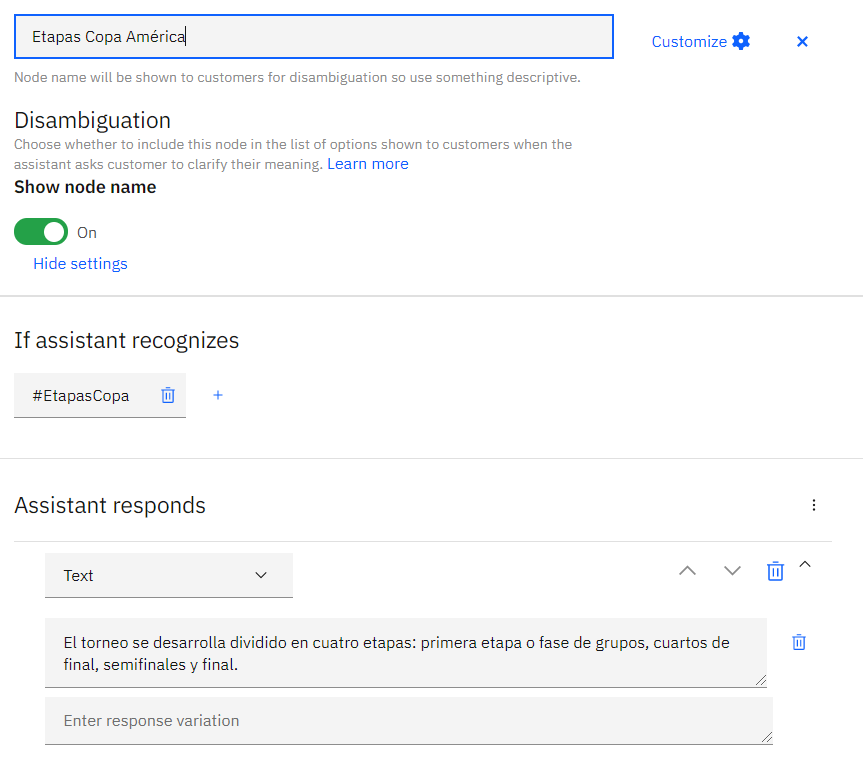 Etapas Copa América
Customize
Node name will be shown to customers for disambiguation so use something descriptive.
Disambiguation
Choose whether to include this node in the list of options shown to customers when the
assistant asks customer to clarify their meaning. Learn more
Show node name
On
Hide settings
If assistant recognizes
#EtapasCopa
Assistant responds
Text
El torneo se desarrolla dividido en cuatro etapas: primera etapa o fase de grupos, cuartos de
final, semifinales y final.
Enter response variation